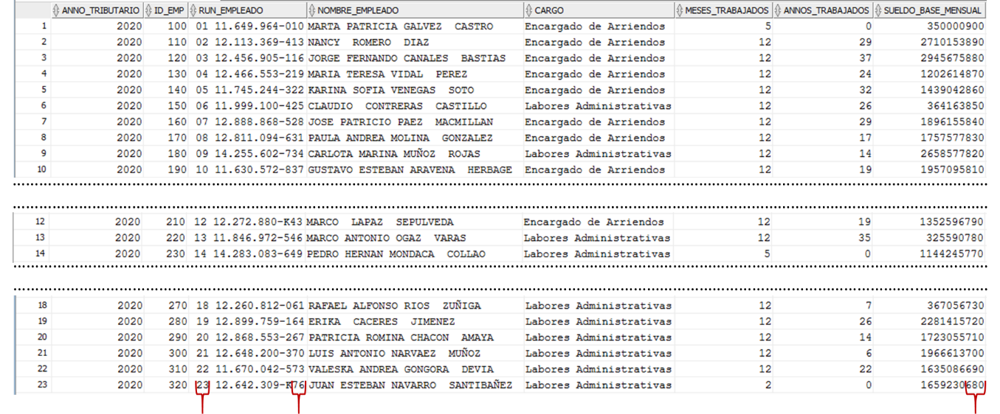 ANNO_TRIBUTARIO ID_EMP RUN_EMPLEADO NOMBRE_EMPLEADO CARGO MESES_TRABAJADOS ANNOS_TRABAJADOS SUELDO_BASE_MENSUAL
1 2020 100 01 11.649.964-010 MARTA PATRICIA GALVEZ CASTRO Encargado de Arriendos 5 0 350000900
2 2020 110 02 12.113.369-413 NANCY ROMERO DIAZ Encargado de Arriendos 12 29 2710153890
3 2020 120 03 12.456.905-116 JORGE FERNANDO CANALES BASTIAS Encargado de Arriendos 12 37 2945675880
4 2020 130 04 12.466.553-219 MARIA TERESA VIDAL PEREZ Encargado de Arriendos 12 24 1202614870
5 2020 140 05 11.745.244-322 KARINA SOFIA VENEGAS SOTO Encargado de Arriendos 12 32 1439042860
6 2020 150 06 11.999.100-425 CLAUDIO CONTRERAS CASTILLO Labores Administrativas 12 26 364163850
7 2020 160 07 12.888.868-528 JOSE PATRICIO PAEZ MACMILLAN Encargado de Arriendos 12 29 1896155840
8 2020 170 08 12.811.094-631 PAULA ANDREA MOLINA GONZALEZ Encargado de Arriendos 12 17 1757577830
9 2020 180 09 14.255.602-734 CARLOTA MARINA MUÑOZ ROJAS Labores Administrativas 12 14 2658577820
10 2020 190 10 11.630.572-837 GUSTAVO ESTEBAN ARAVENA HERBAGE Encargado de Arriendos 12 19 1957095810
12 2020 210 12 12.272.880-K43 MARCO LAPAZ SEPULVEDA Encargado de Arriendos 12 19 1352596790
13 2020 220 13 11.846.972-546 MARCO ANTONIO OGAZ VARAS Labores Administrativas 12 35 325590780
14 2020 230 14 14.283.083-649 PEDRO HERNAN MONDACA COLLAO Labores Administrativas 5 0 1144245770
18 2020 270 18 12.260.812-061 RAFAEL ALFONSO RIOS ZUÑIGA Labores Administrativas 12 7 367056730
19 2020 280 19 12.899.759-164 ERIKA CACERES JIMENEZ Labores Administrativas 12 26 2281415720
20 2020 290 20 12.868.553-267 PATRICIA ROMINA CHACON AMAYA Labores Administrativas 12 14 1723055710
21 2020 300 21 12.648.200-370 LUIS ANTONIO NARVAEZ MUÑOZ Labores Administrativas 12 6 1966613700
22 2020 310 22 11.670.042-573 VALESKA ANDREA GONGORA DEVIA Labores Administrativas 12 22 1635086690
23 2020 320 23 12.642.309-K76 JUAN ESTEBAN NAVARRO SANTIBAÑEZ Labores Administrativas 2 0 1659230680